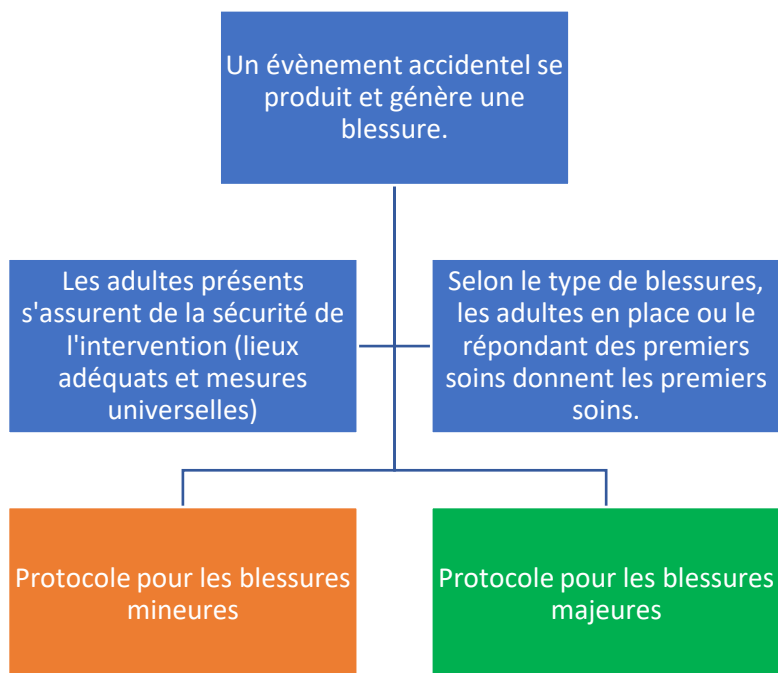 Un évènement accidentel se
produit et génère une
blessure.
Les adultes présents
s'assurent de la sécurité de
l'intervention (lieux
adéquats et mesures
universelles)
Selon le type de blessures,
les adultes en place ou le
répondant des premiers
soins donnent les premiers
soins.
Protocole pour les blessures
mineures
Protocole pour les blessures
majeures